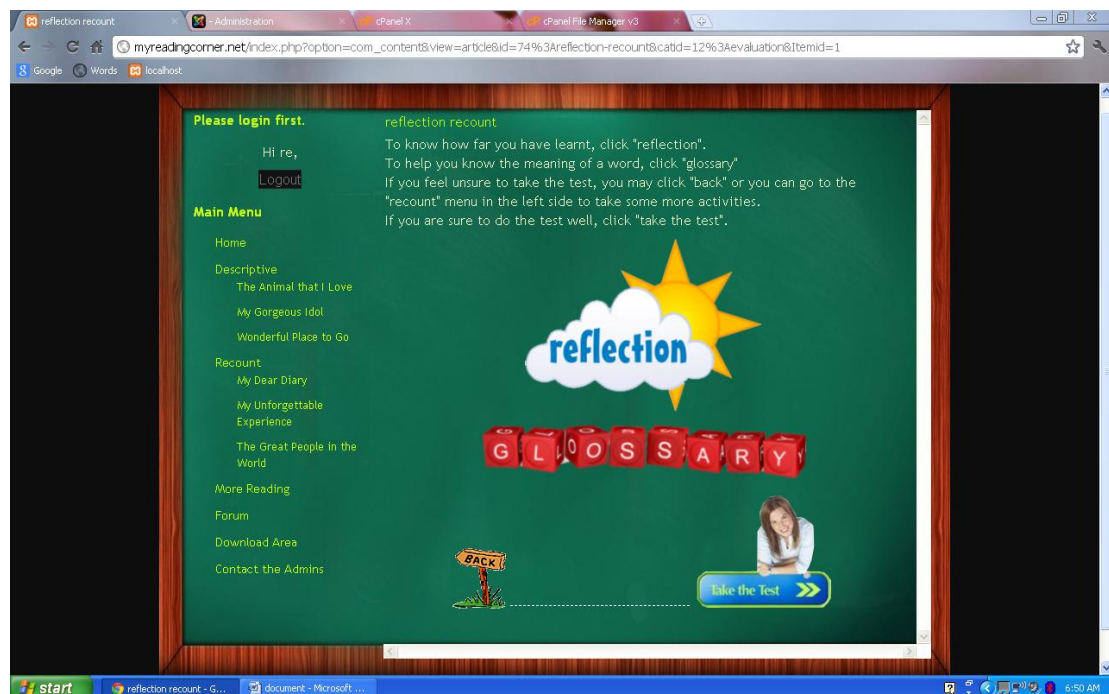 reflection recount
- Administration
cPanel X
cPanel File Manager v3
myreadingcorner.net/index.php?option=com_content&view=article&id=74%3Areflection-recount&catid=12%3Aevaluation&Itemid=1
Google Words localhost
Please login first.
Hi re,
Logout
Main Menu
Home
Descriptive
The Animal that I Love
My Gorgeous Idol
Wonderful Place to Go
Recount
My Dear Diary
My Unforgettable
Experience
The Great People in the
World
More Reading
Forum
Download Area
Contact the Admins
reflection recount
To know how far you have learnt, click "reflection".
To help you know the meaning of a word, click "glossary"
If you feel unsure to take the test, you may click "back" or you can go to the
"recount" menu in the left side to take some more activities.
If you are sure to do the test well, click "take the test".
reflection
GLOSSARY
BACK
Take the Test
start
reflection recount - G...
document - Microsoft ...
6:50 AM